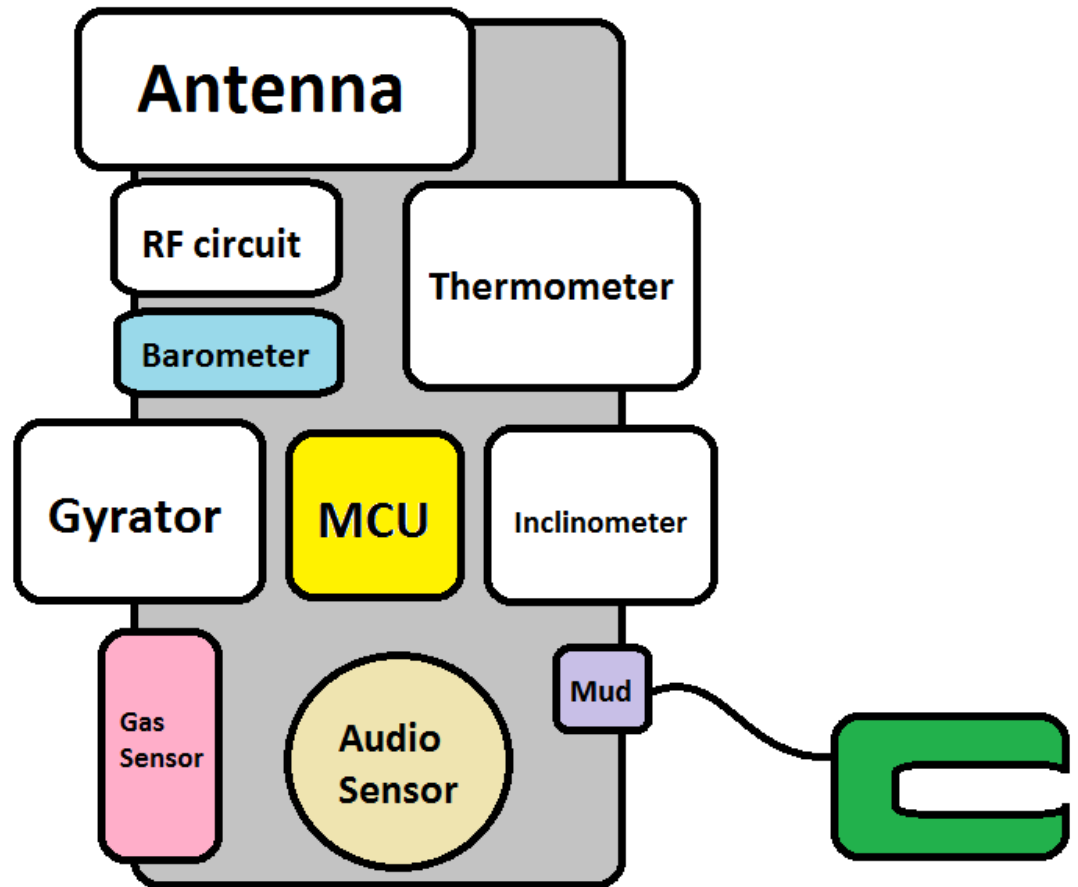 Antenna
RF circuit
Thermometer
Barometer
Gyrator
MCU
Inclinometer
Gas
Sensor
Audio
Sensor
Mud